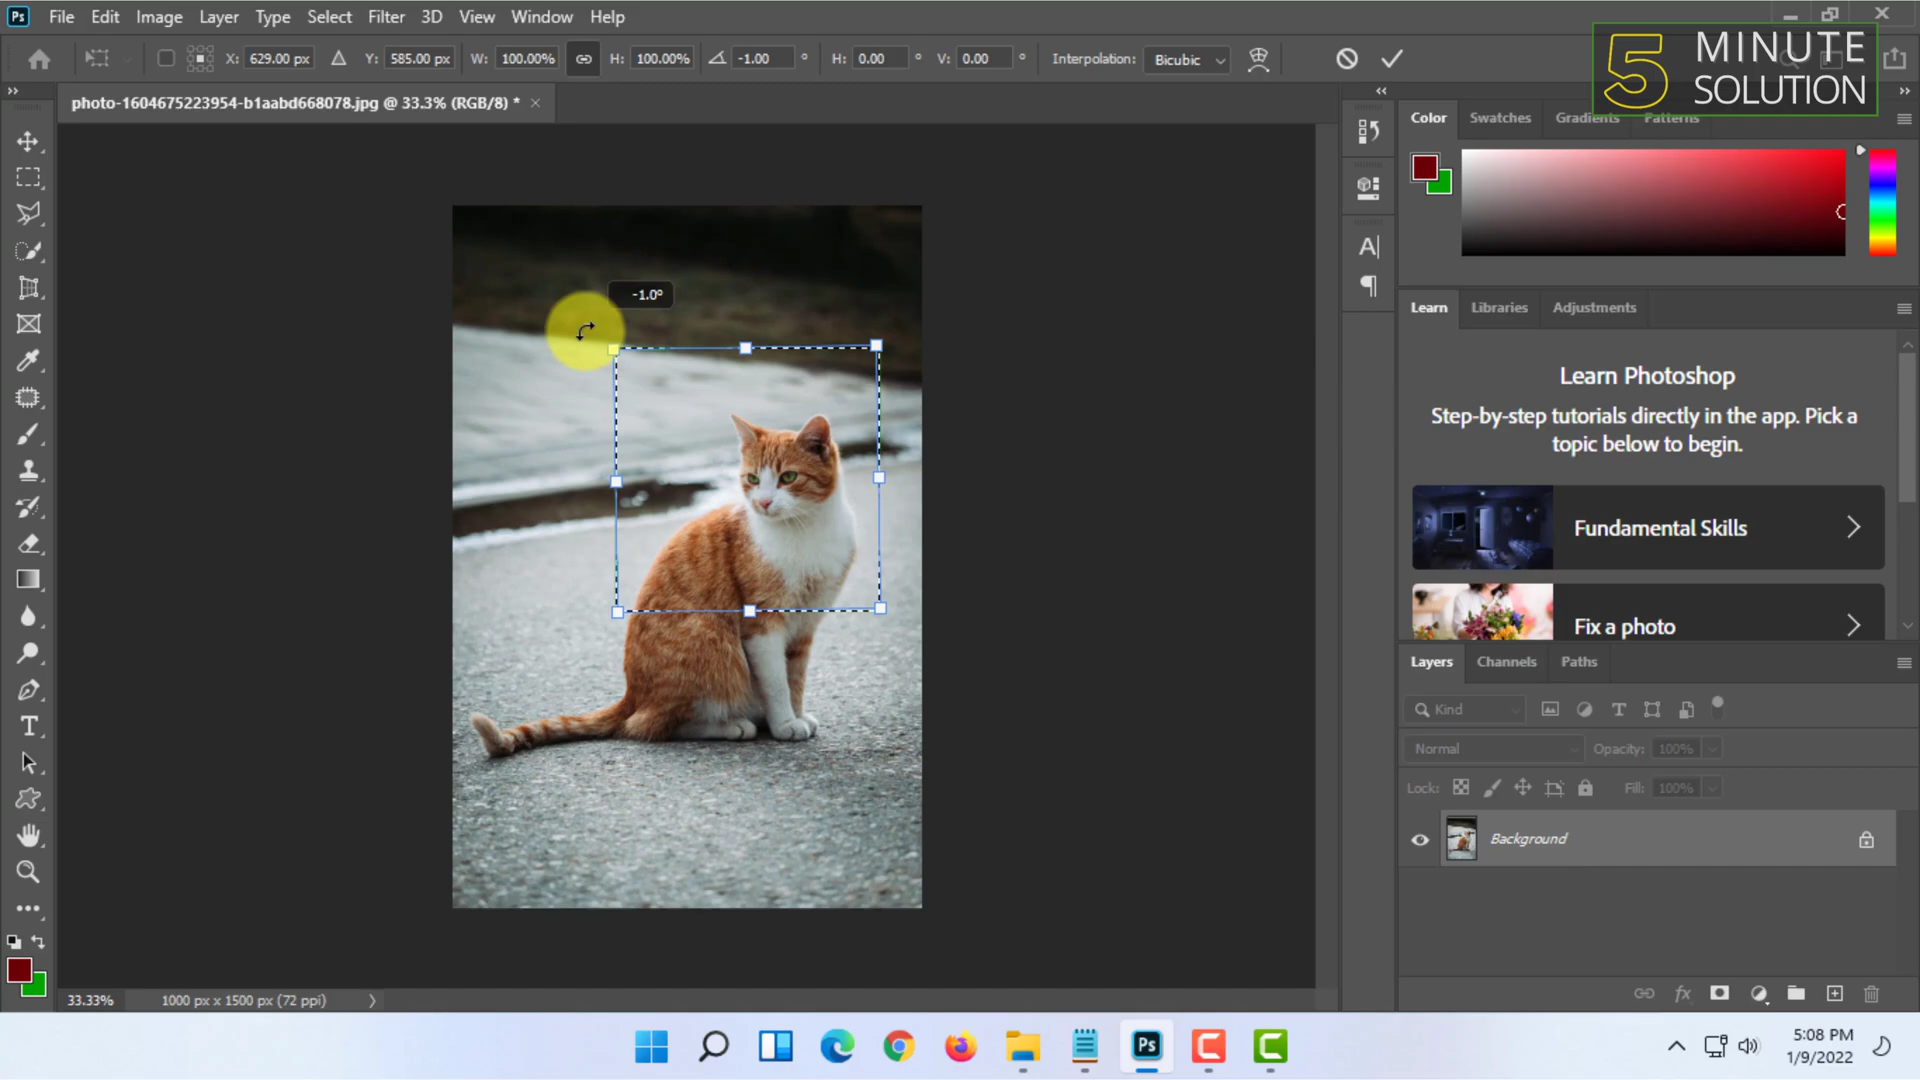 Ps File Edit Image Layer Type Select Filter 3D View Window Help
X: 629.00 px Y: 585.00 px W: 100.00% H: 100.00% -1.00 ° H: 0.00 ° V: 0.00 ° Interpolation: Bicubic
5 MINUTE
SOLUTION
photo-1604675223954-b1aabd668078.jpg @ 33.3% (RGB/8) *
Color Swatches Gradients Patterns
-1.0°
Learn Libraries Adjustments
Learn Photoshop
Step-by-step tutorials directly in the app. Pick a
topic below to begin.
Fundamental Skills
Fix a photo
Layers Channels Paths
Kind
Normal Opacity: 100%
Lock: Fill: 100%
Background
33.33% 1000 px x 1500 px (72 ppi)
Ps
5:08 PM
1/9/2022